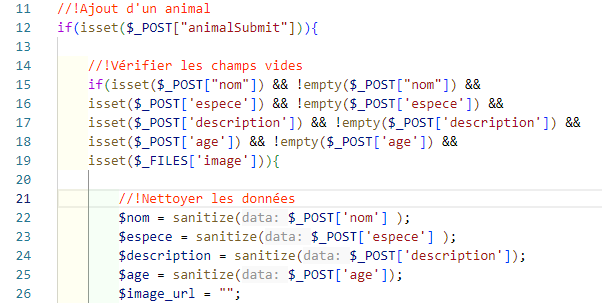 11 //!Ajout d'un animal
12 if(isset($_POST["animalSubmit"])){
13
14 //!Vérifier les champs vides
15 if(isset($_POST["nom"]) && !empty($_POST["nom"]) &&
16 isset($_POST['espece']) && !empty($_POST['espece']) &&
17 isset($_POST['description']) && !empty($_POST['description']) &&
18 isset($_POST['age']) && !empty($_POST['age']) &&
19 isset($_FILES['image'])){
20
21 //!Nettoyer les données
22 $nom = sanitize(data: $_POST['nom'] );
23 $espece = sanitize(data: $_POST['espece'] );
24 $description = sanitize(data: $_POST['description']);
25 $age = sanitize(data: $_POST['age']);
26 $image_url = "";